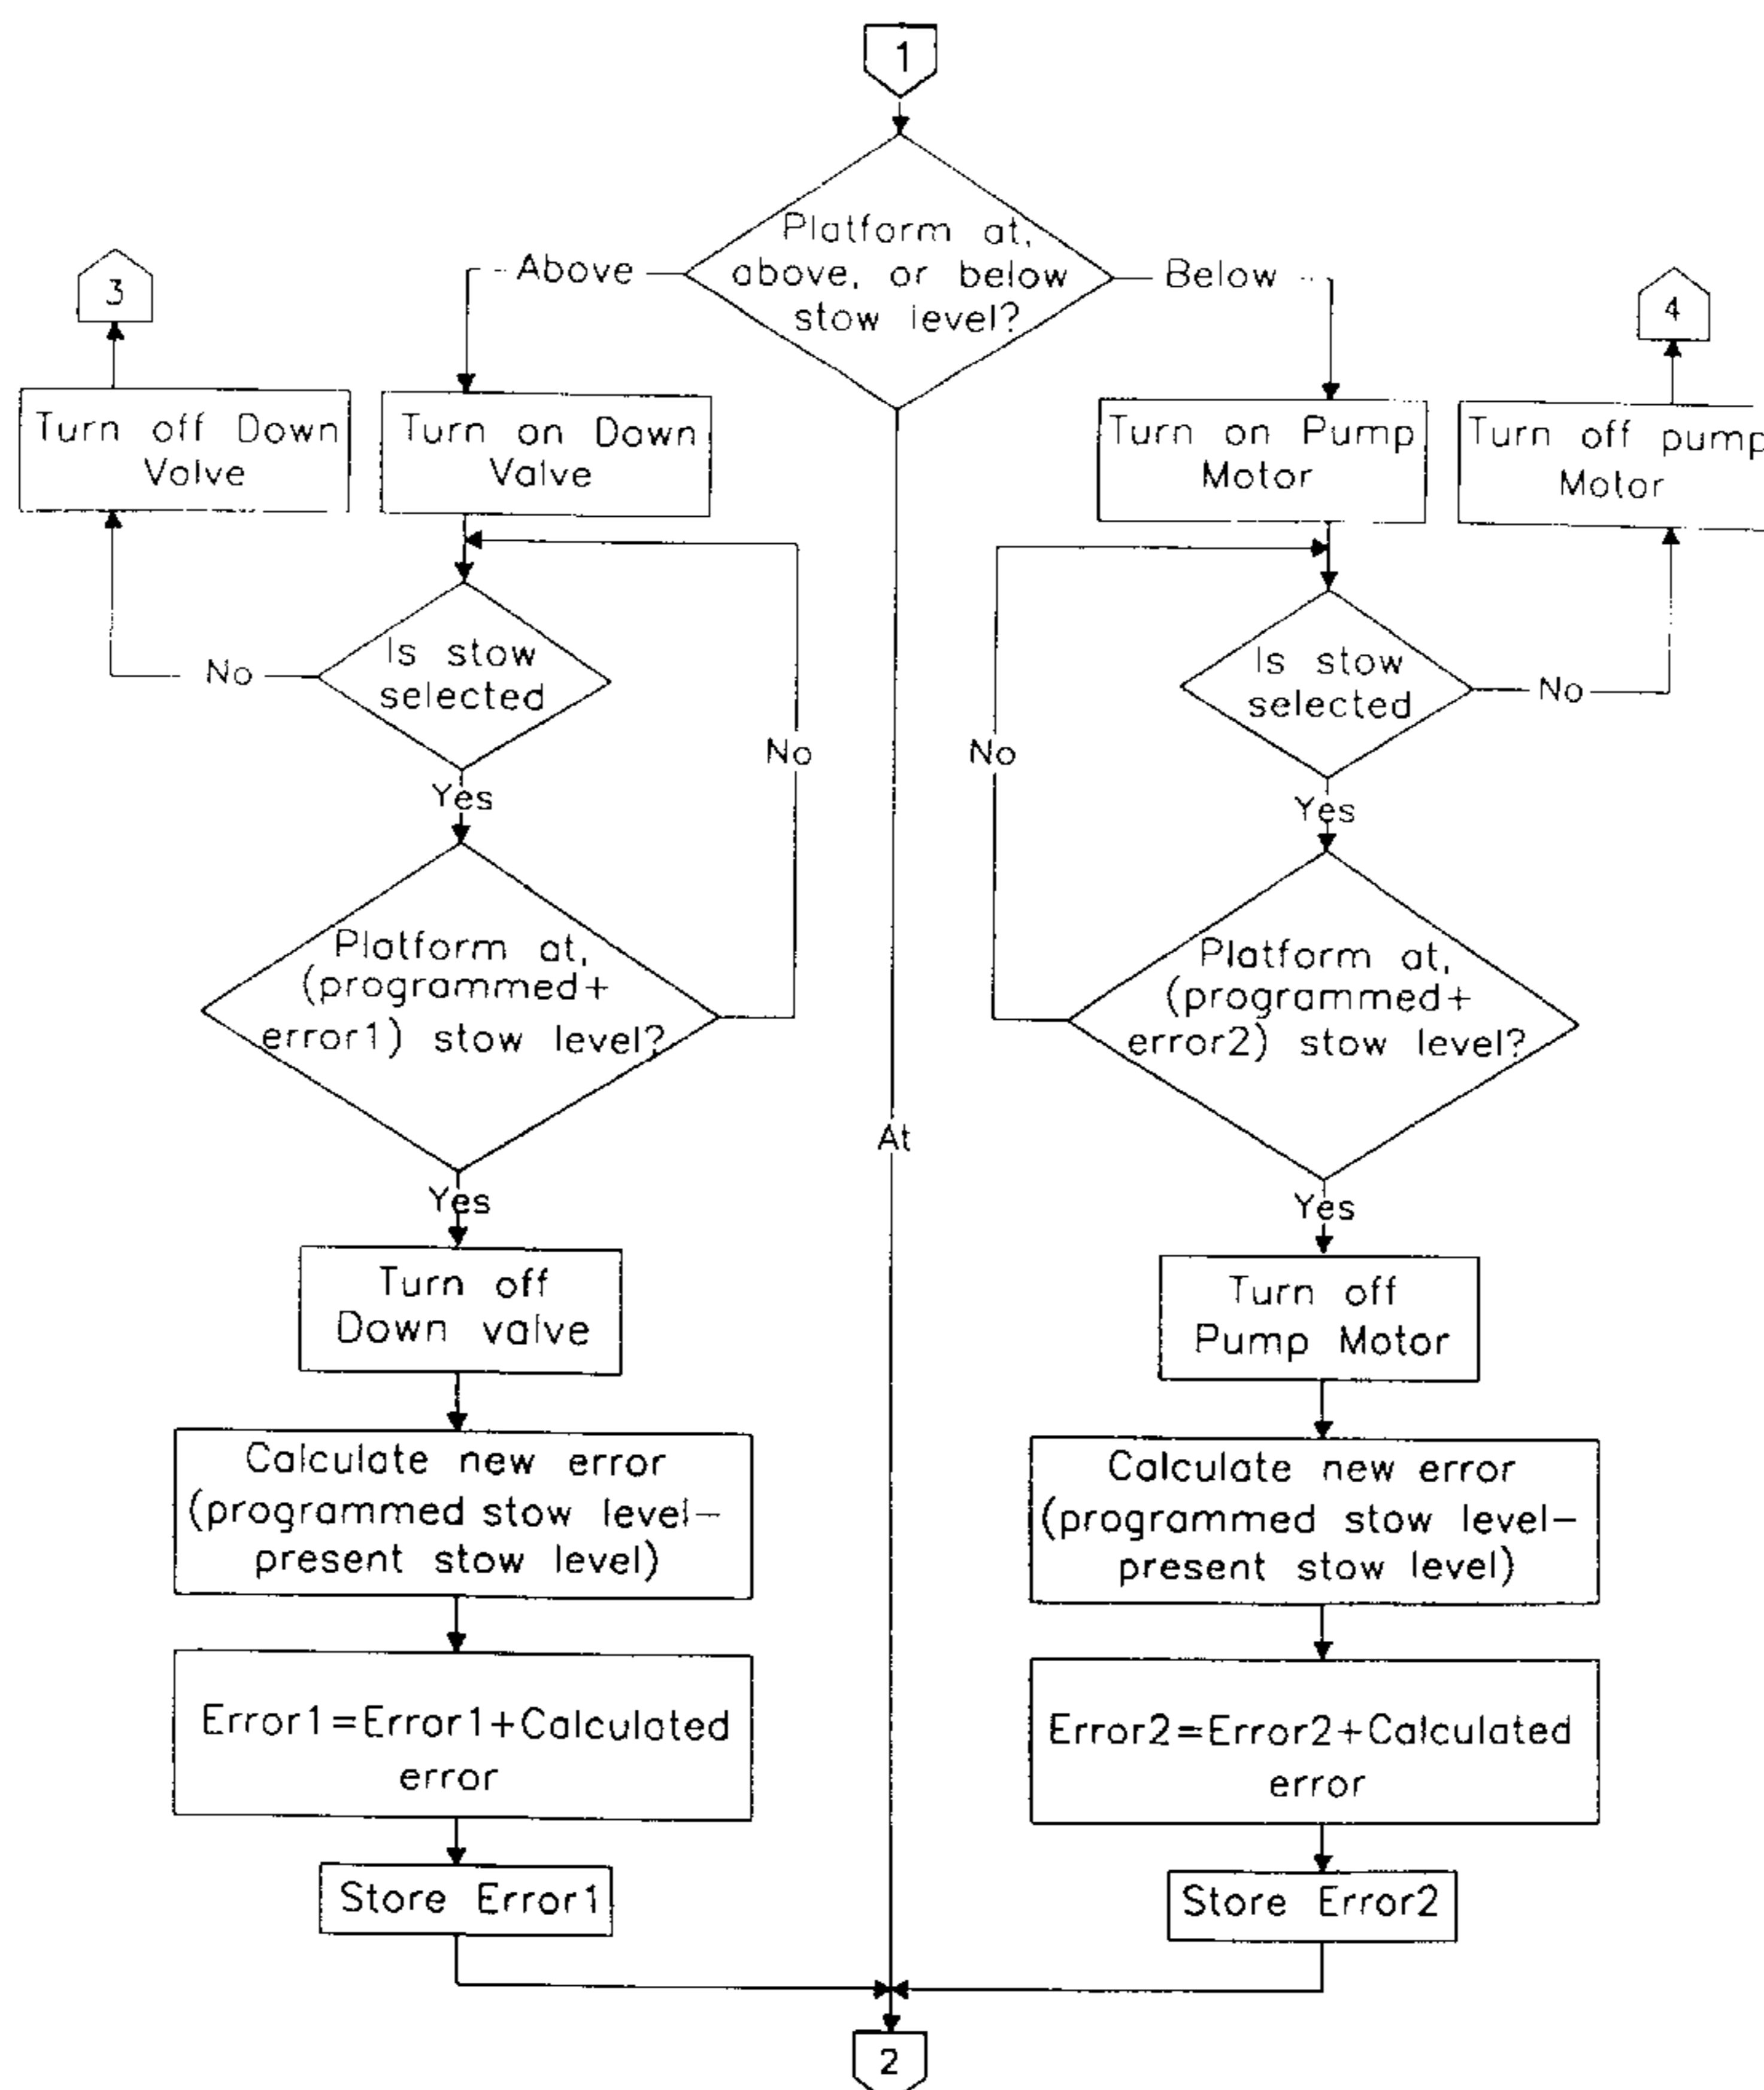 1
Platform at,
above, or below
stow level?
Above
Below
3
4
Turn off Down
Valve
Turn on Down
Valve
Turn on Pump
Motor
Turn off pump
Motor
Is stow
selected
No
No
Yes
Is stow
selected
No
No
Yes
Platform at,
(programmed+
error1) stow level?
Platform at,
(programmed+
error2) stow level?
At
Yes
Yes
Turn off
Down valve
Turn off
Pump Motor
Calculate new error
(programmed stow level-
present stow level)
Calculate new error
(programmed stow level-
present stow level)
Error1=Error1+Calculated
error
Error2=Error2+Calculated
error
Store Error1
Store Error2
2